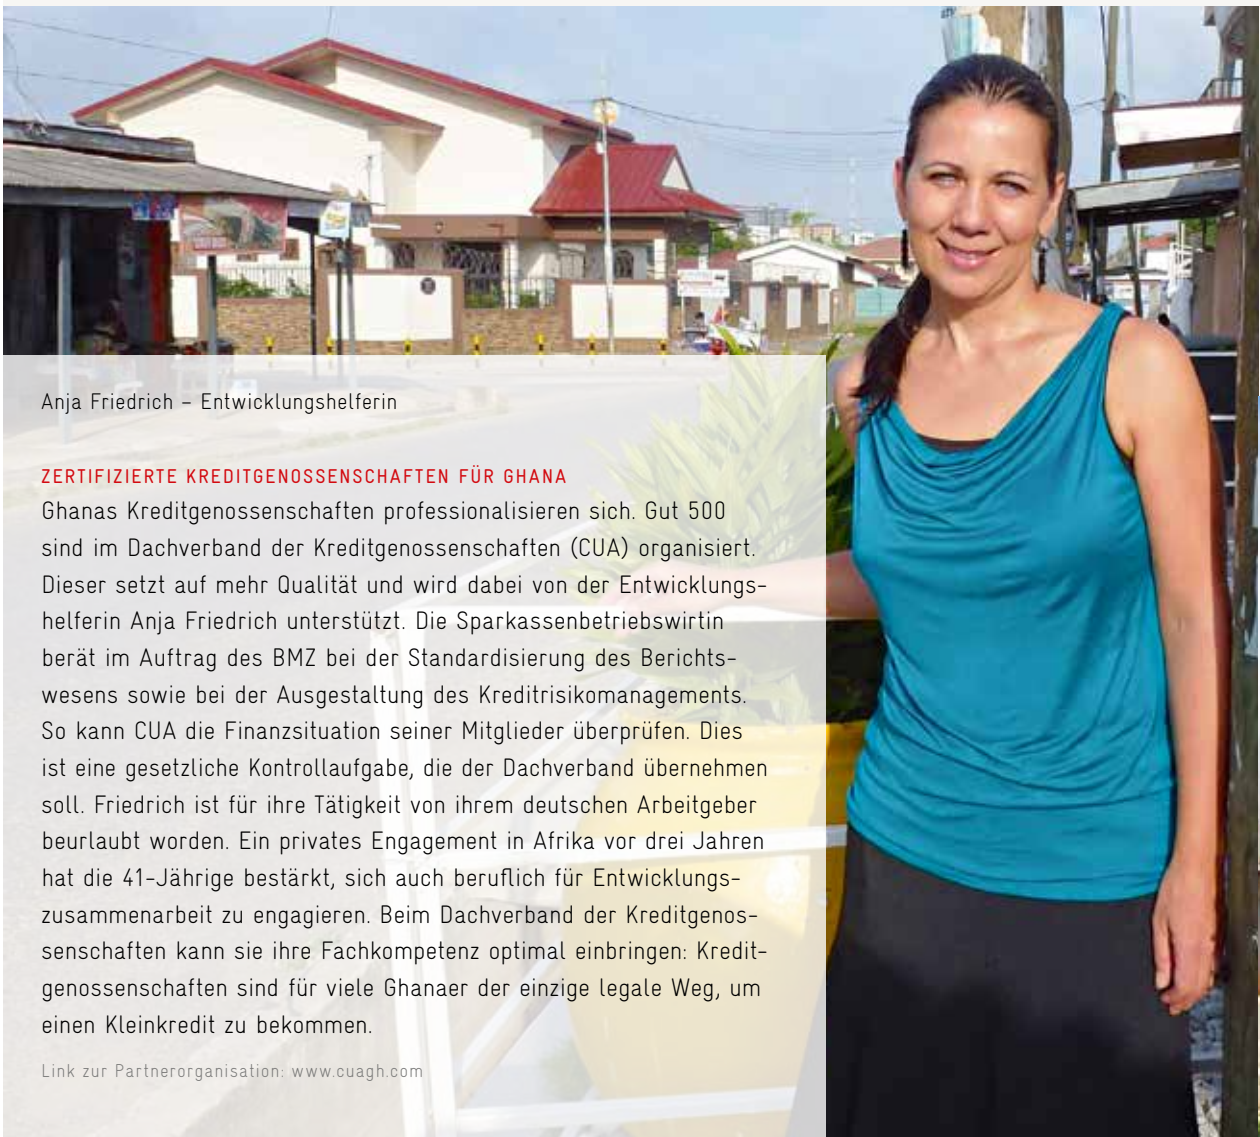 Anja Friedrich – Entwicklungshelferin
ZERTIFIZIERTE KREDITGENOSSENSCHAFTEN FÜR GHANA
Ghanas Kreditgenossenschaften professionalisieren sich. Gut 500
sind im Dachverband der Kreditgenossenschaften (CUA) organisiert.
Dieser setzt auf mehr Qualität und wird dabei von der Entwicklungs-
helferin Anja Friedrich unterstützt. Die Sparkassenbetriebswirtin
berät im Auftrag des BMZ bei der Standardisierung des Berichts-
wesens sowie bei der Ausgestaltung des Kreditrisikomanagements.
So kann CUA die Finanzsituation seiner Mitglieder überprüfen. Dies
ist eine gesetzliche Kontrollaufgabe, die der Dachverband übernehmen
soll. Friedrich ist für ihre Tätigkeit von ihrem deutschen Arbeitgeber
beurlaubt worden. Ein privates Engagement in Afrika vor drei Jahren
hat die 41-Jährige bestärkt, sich auch beruflich für Entwicklungs-
zusammenarbeit zu engagieren. Beim Dachverband der Kreditgenos-
senschaften kann sie ihre Fachkompetenz optimal einbringen: Kredit-
genossenschaften sind für viele Ghanaer der einzige legale Weg, um
einen Kleinkredit zu bekommen.
Link zur Partnerorganisation: www.cuagh.com